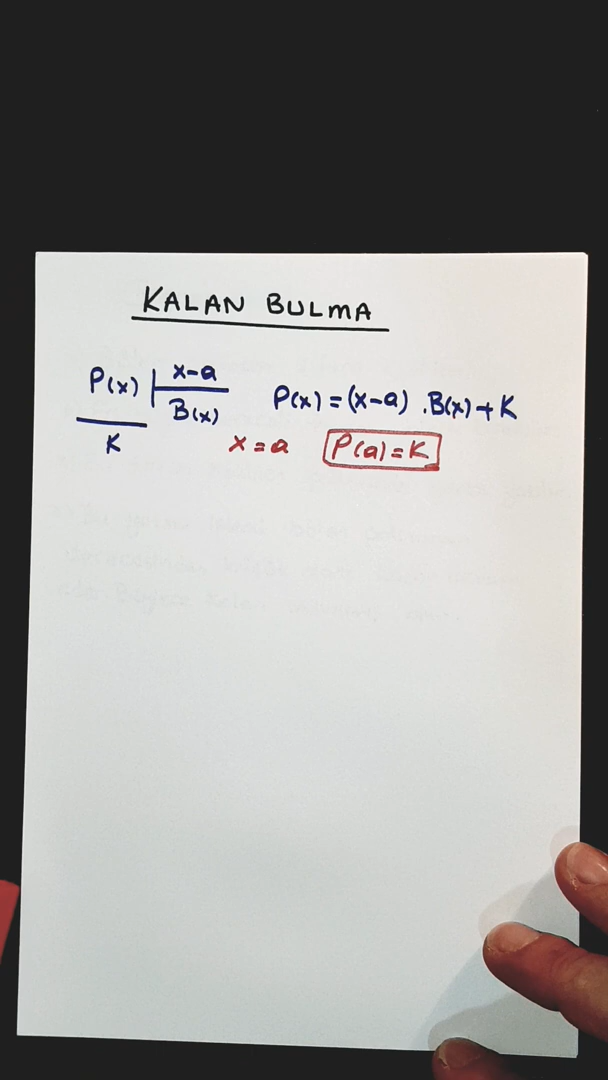 KALAN BULMA
P(x) | x-a
B(x)
K
P(x) = (x-a) . B(x) + K
x = a P(a) = K